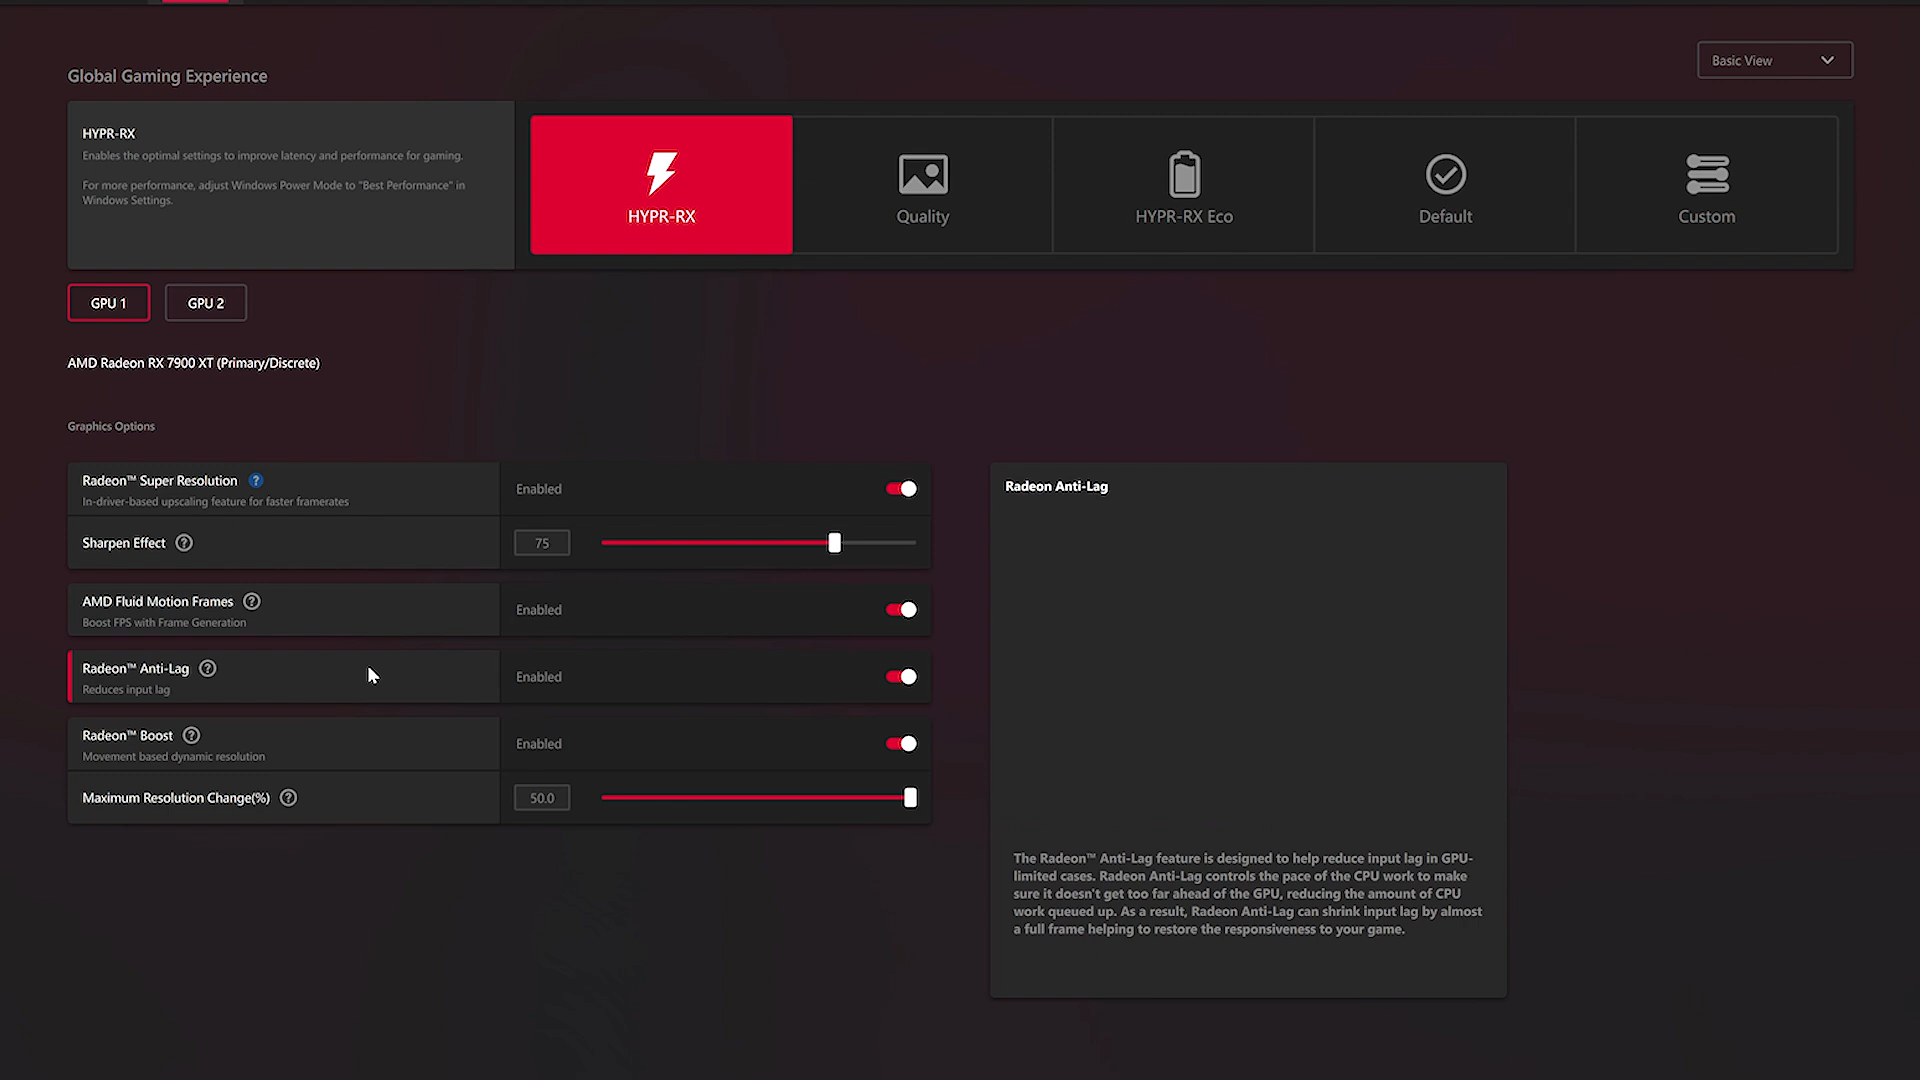 Global Gaming Experience
Basic View
HYPR-RX
Enables the optimal settings to improve latency and performance for gaming.
For more performance, adjust Windows Power Mode to "Best Performance" in
Windows Settings.
HYPR-RX
Quality
HYPR-RX Eco
Default
Custom
GPU 1
GPU 2
AMD Radeon RX 7900 XT (Primary/Discrete)
Graphics Options
Radeon™ Super Resolution ?
In-driver-based upscaling feature for faster framerates
Enabled
Sharpen Effect ?
75
AMD Fluid Motion Frames ?
Boost FPS with Frame Generation
Enabled
Radeon™ Anti-Lag ?
Reduces input lag
Enabled
Radeon™ Boost ?
Movement based dynamic resolution
Enabled
Maximum Resolution Change(%) ?
50.0
Radeon Anti-Lag
The Radeon™ Anti-Lag feature is designed to help reduce input lag in GPU-
limited cases. Radeon Anti-Lag controls the pace of the CPU work to make
sure it doesn't get too far ahead of the GPU, reducing the amount of CPU
work queued up. As a result, Radeon Anti-Lag can shrink input lag by almost
a full frame helping to restore the responsiveness to your game.